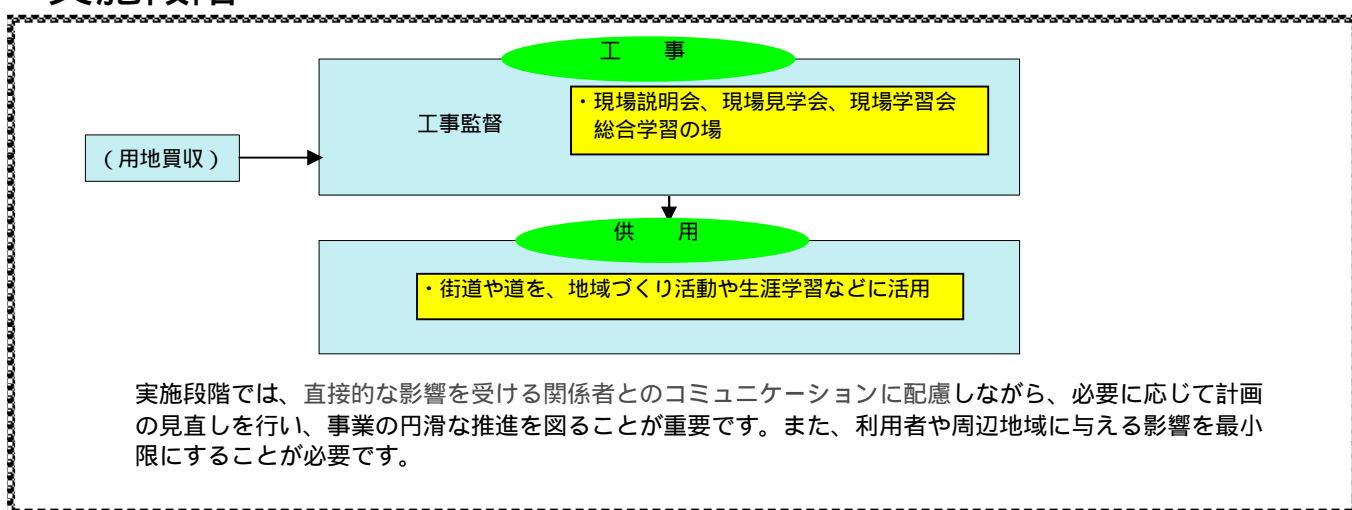 工　事
工事監督
・現場説明会、現場見学会、現場学習会
総合学習の場
（用地買収）
供　用
・街道や道を、地域づくり活動や生涯学習などに活用
実施段階では、直接的な影響を受ける関係者とのコミュニケーションに配慮しながら、必要に応じて計画
の見直しを行い、事業の円滑な推進を図ることが重要です。また、利用者や周辺地域に与える影響を最小
限にすることが必要です。